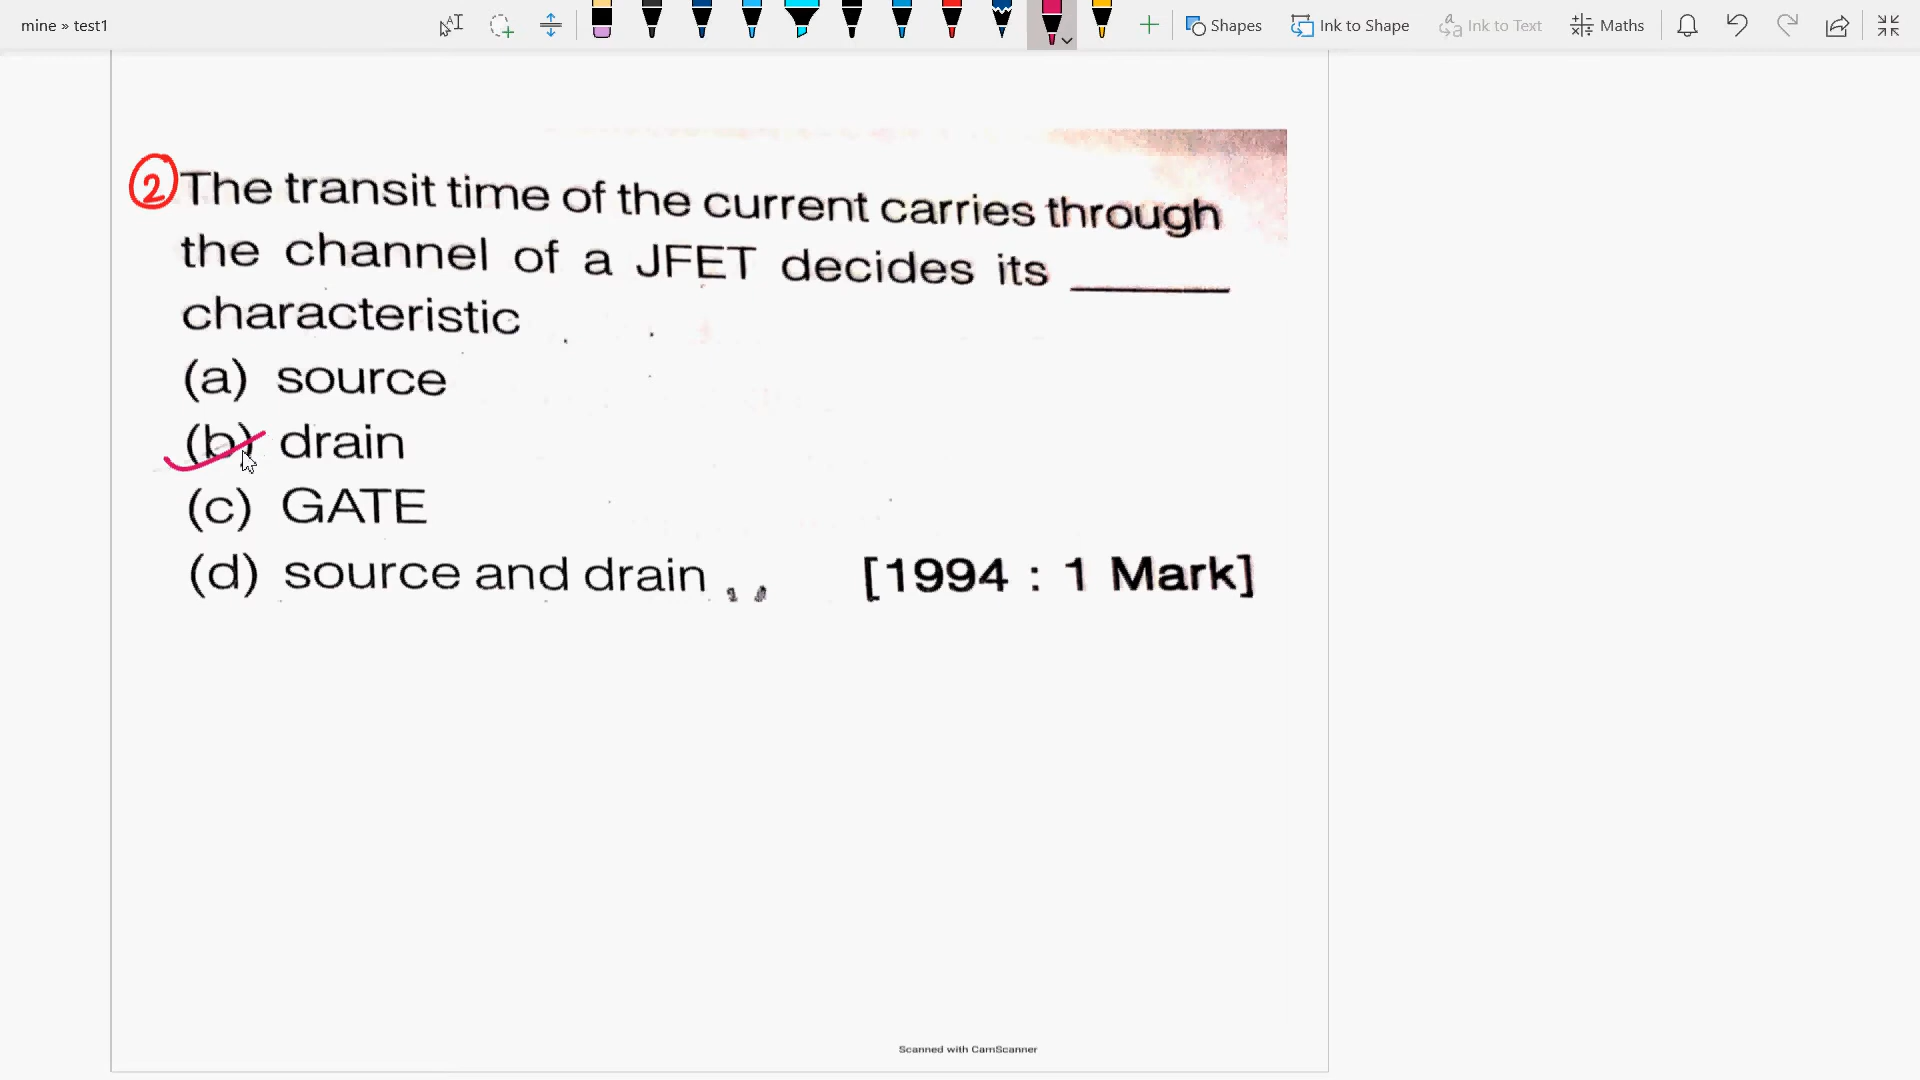 mine » test1
Shapes
Ink to Shape
Ink to Text
Maths
2 The transit time of the current carries through
the channel of a JFET decides its ______
characteristic
(a) source
(b) drain
(c) GATE
(d) source and drain [1994 : 1 Mark]
Scanned with CamScanner